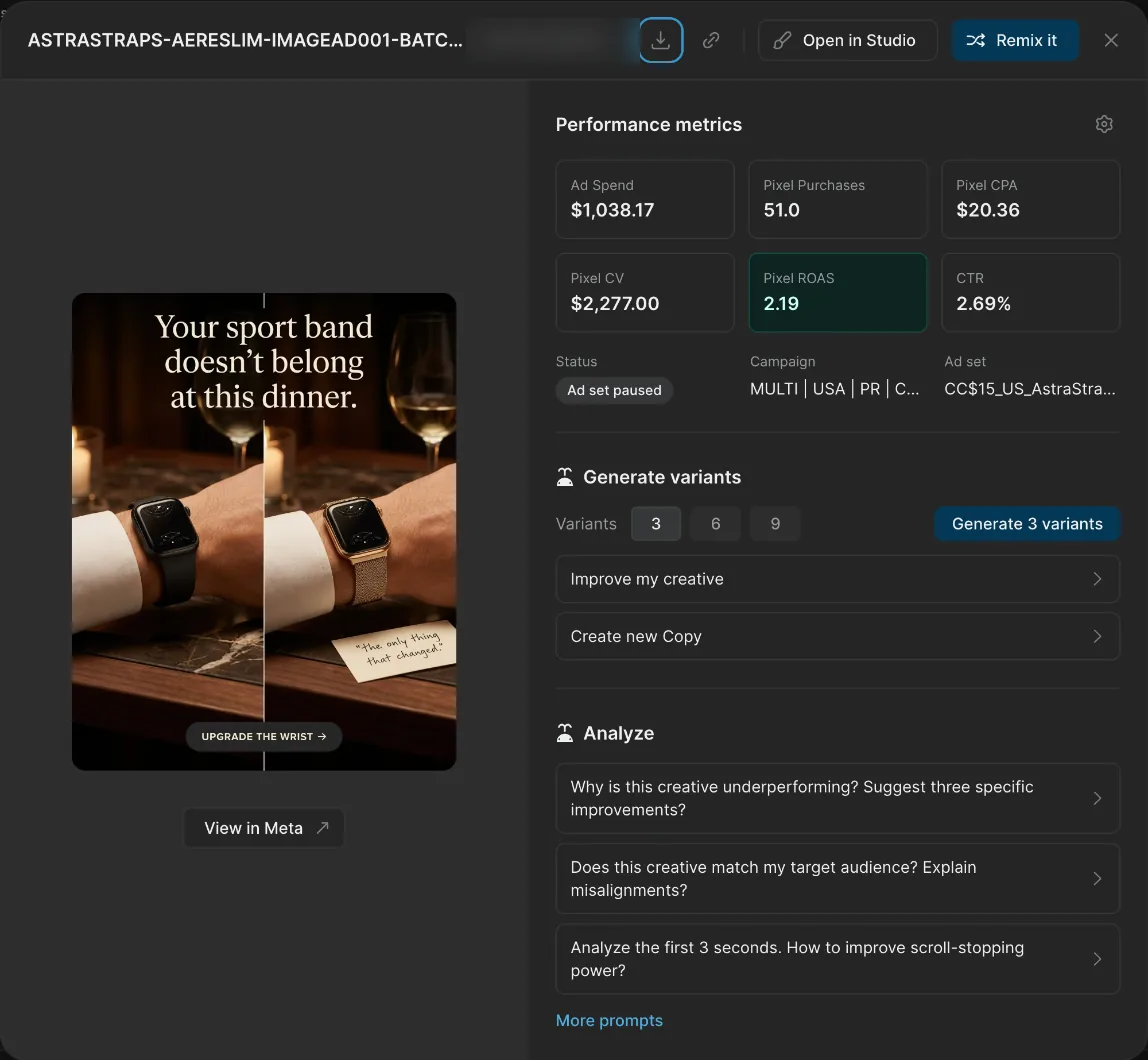 ASTRASTRAPS-AERESLIM-IMAGEAD001-BATC...
Open in Studio
Remix it
Your sport band
doesn’t belong
at this dinner.
"the only thing
that changed."
UPGRADE THE WRIST →
View in Meta
Performance metrics
Ad Spend
$1,038.17
Pixel Purchases
51.0
Pixel CPA
$20.36
Pixel CV
$2,277.00
Pixel ROAS
2.19
CTR
2.69%
Status
Ad set paused
Campaign
MULTI | USA | PR | C...
Ad set
CC$15_US_AstraStra...
Generate variants
Variants
3
6
9
Generate 3 variants
Improve my creative
Create new Copy
Analyze
Why is this creative underperforming? Suggest three specific
improvements?
Does this creative match my target audience? Explain
misalignments?
Analyze the first 3 seconds. How to improve scroll-stopping
power?
More prompts